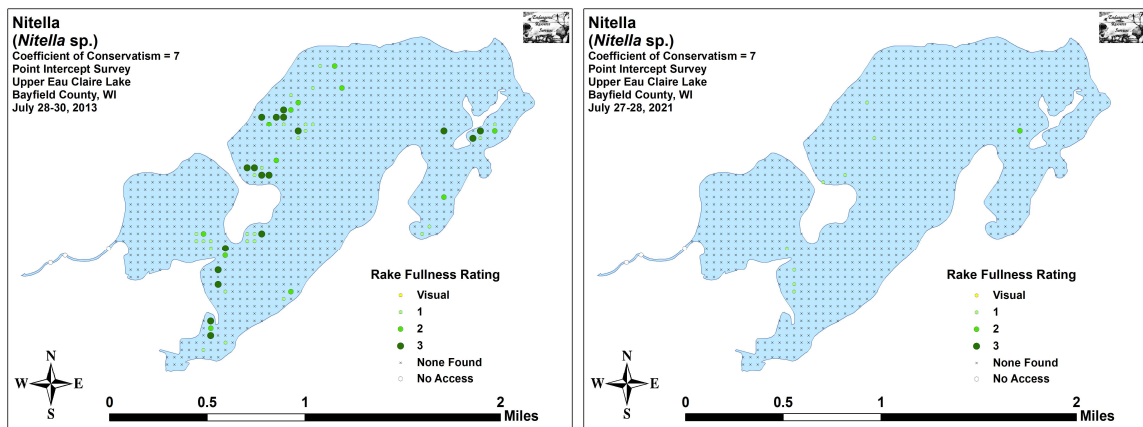 Nitella
(Nitella sp.)
Coefficient of Conservatism = 7
Point Intercept Survey
Upper Eau Claire Lake
Bayfield County, WI
July 28-30, 2013
Endangered
Resource
Surveys
Rake Fullness Rating
Visual
1
2
3
None Found
No Access
N
W E
S
0 0.5 1 2
Miles
Nitella
(Nitella sp.)
Coefficient of Conservatism = 7
Point Intercept Survey
Upper Eau Claire Lake
Bayfield County, WI
July 27-28, 2021
Rake Fullness Rating
Visual
1
2
3
None Found
No Access
N
W E
S
0 0.5 1 2
Miles